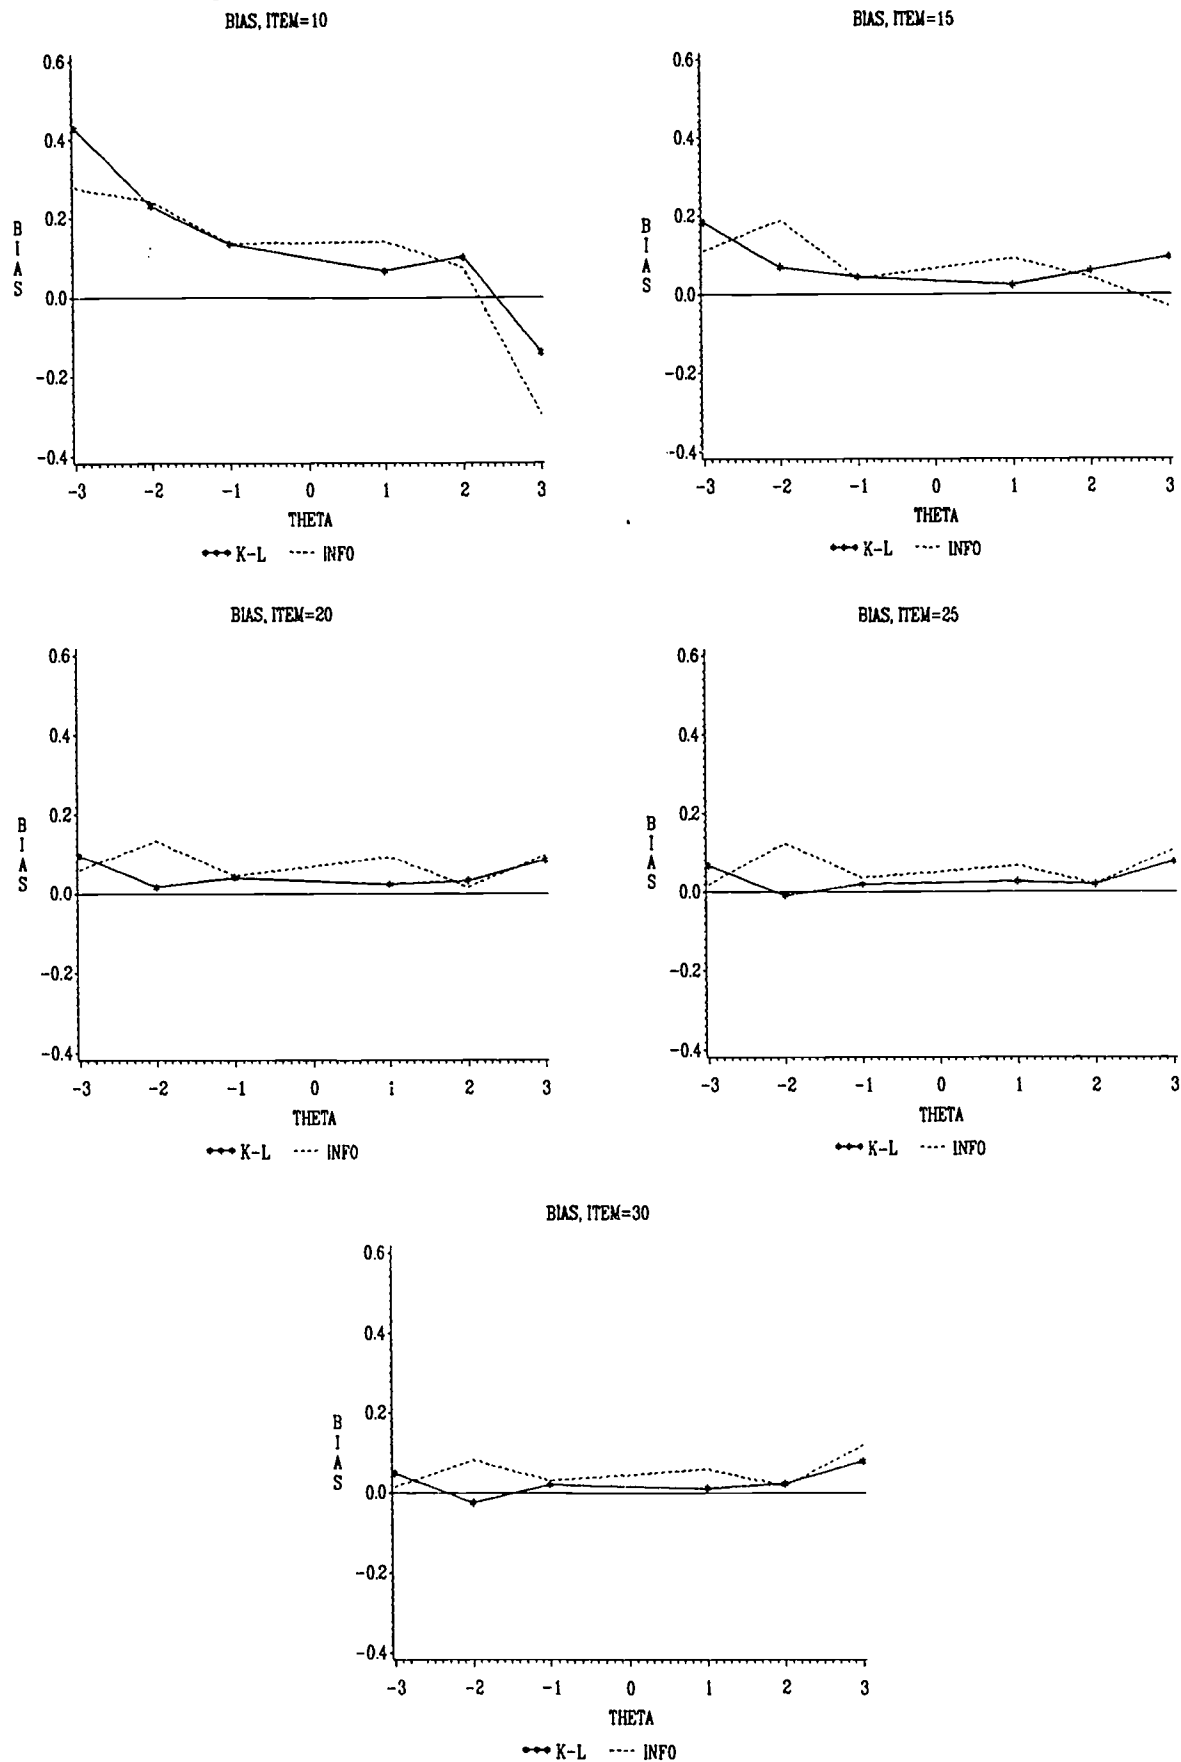 BIAS, ITEM=10
0.6
0.4
0.2
0.0
-0.2
-0.4
BIAS
-3 -2 -1 0 1 2 3
THETA
K-L INFO
BIAS, ITEM=15
0.6
0.4
0.2
0.0
-0.2
-0.4
BIAS
-3 -2 -1 0 1 2 3
THETA
K-L INFO
BIAS, ITEM=20
0.6
0.4
0.2
0.0
-0.2
-0.4
BIAS
-3 -2 -1 0 1 2 3
THETA
K-L INFO
BIAS, ITEM=25
0.6
0.4
0.2
0.0
-0.2
-0.4
BIAS
-3 -2 -1 0 1 2 3
THETA
K-L INFO
BIAS, ITEM=30
0.6
0.4
0.2
0.0
-0.2
-0.4
BIAS
-3 -2 -1 0 1 2 3
THETA
K-L INFO